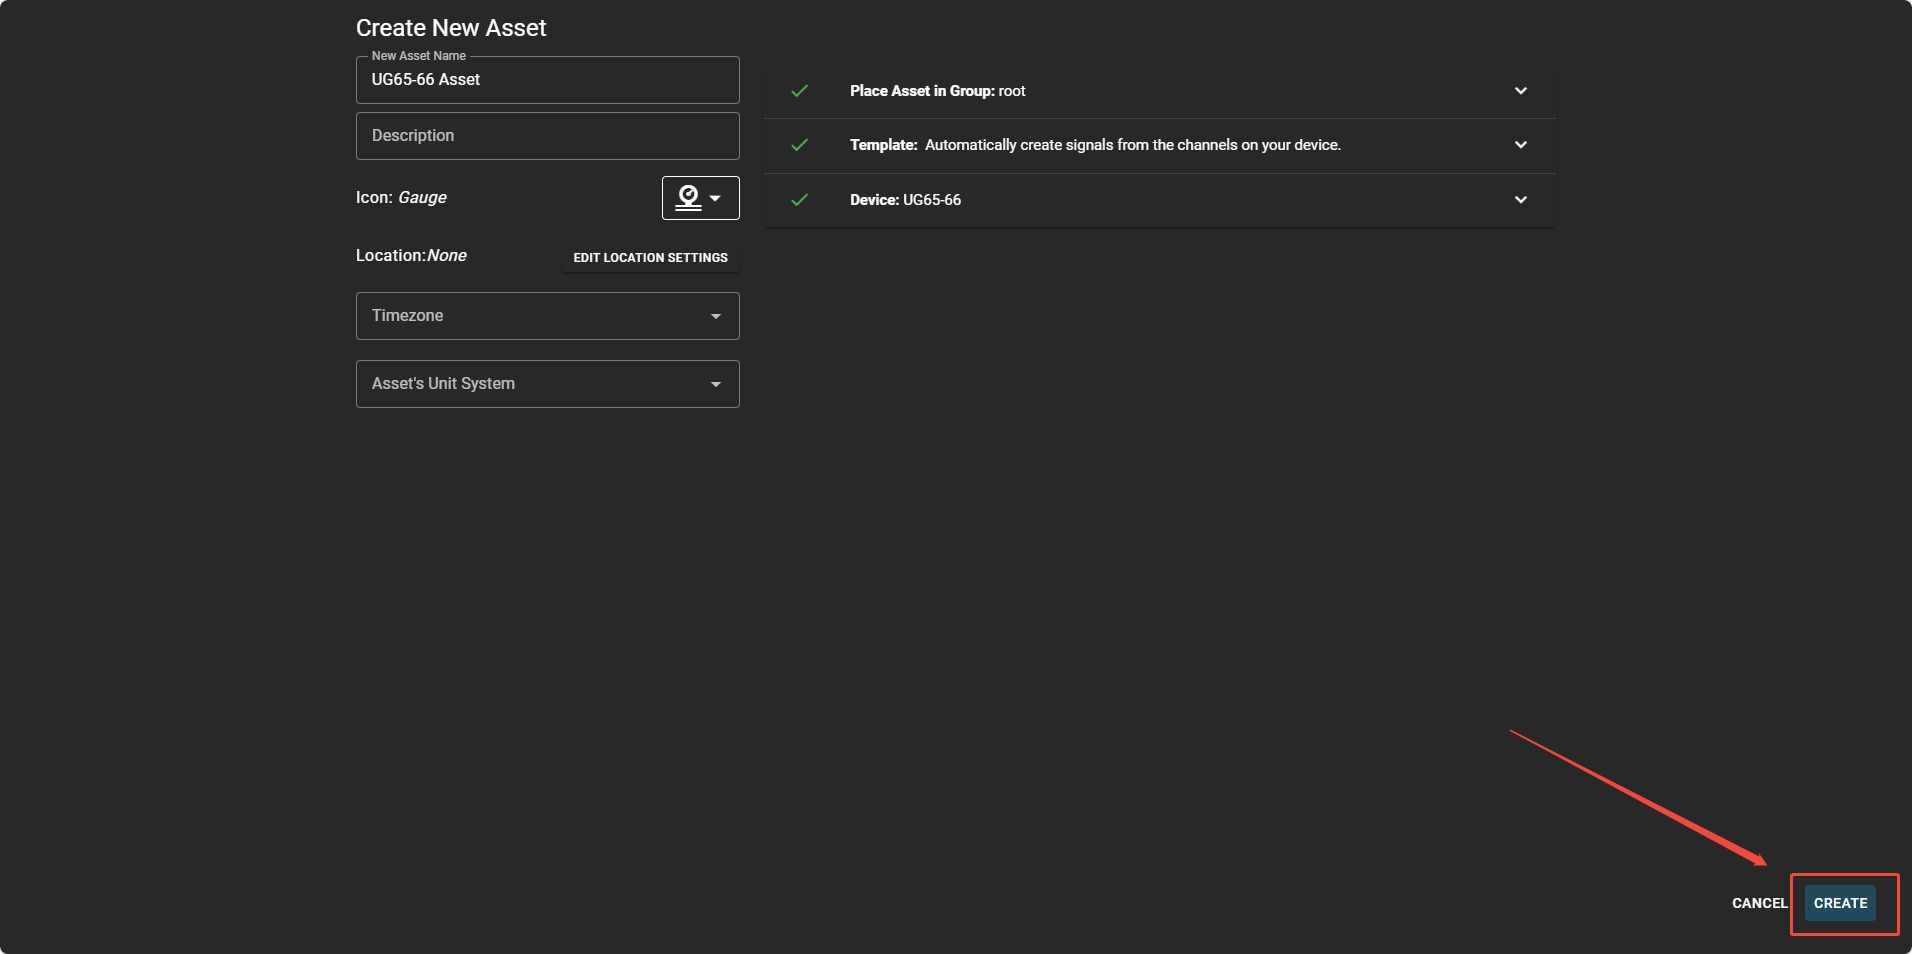 Create New Asset
New Asset Name
UG65-66 Asset
Description
Icon: Gauge
Location:None
EDIT LOCATION SETTINGS
Timezone
Asset's Unit System
Place Asset in Group: root
Template: Automatically create signals from the channels on your device.
Device: UG65-66
CANCEL
CREATE